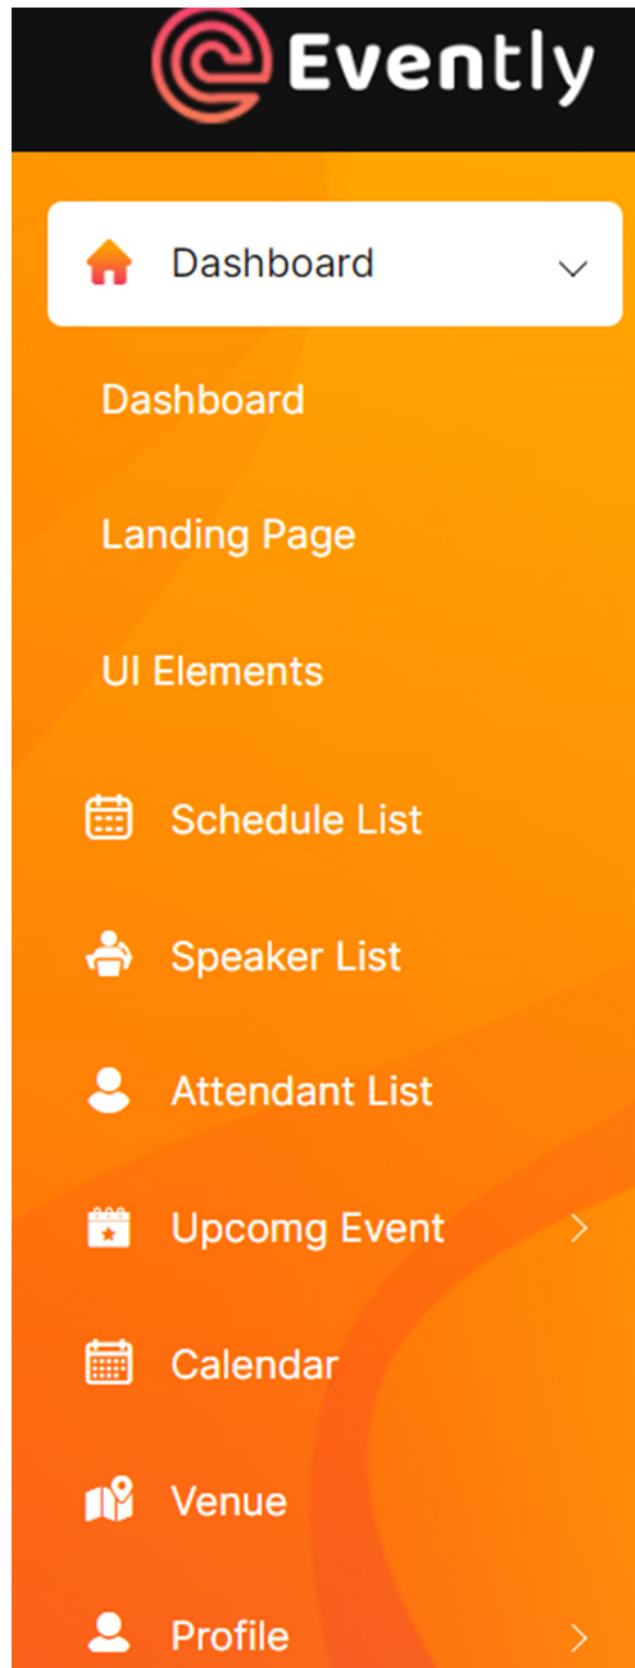 Evently
Dashboard
Dashboard
Landing Page
UI Elements
Schedule List
Speaker List
Attendant List
Upcomg Event
Calendar
Venue
Profile